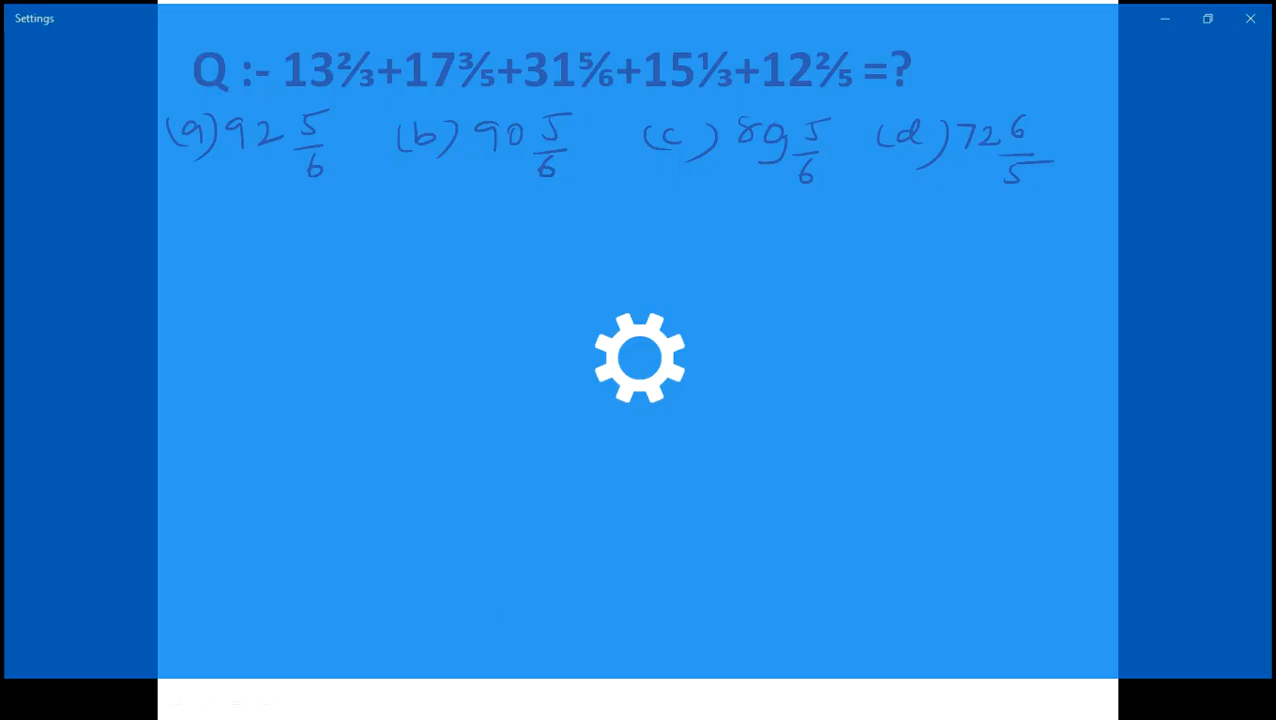 Settings
Q :- 13⅔+17⅗+31⅚+15⅓+12⅖ =?
(a) 92 5/6 (b) 90 5/6 (c) 89 5/6 (d) 72 6/5